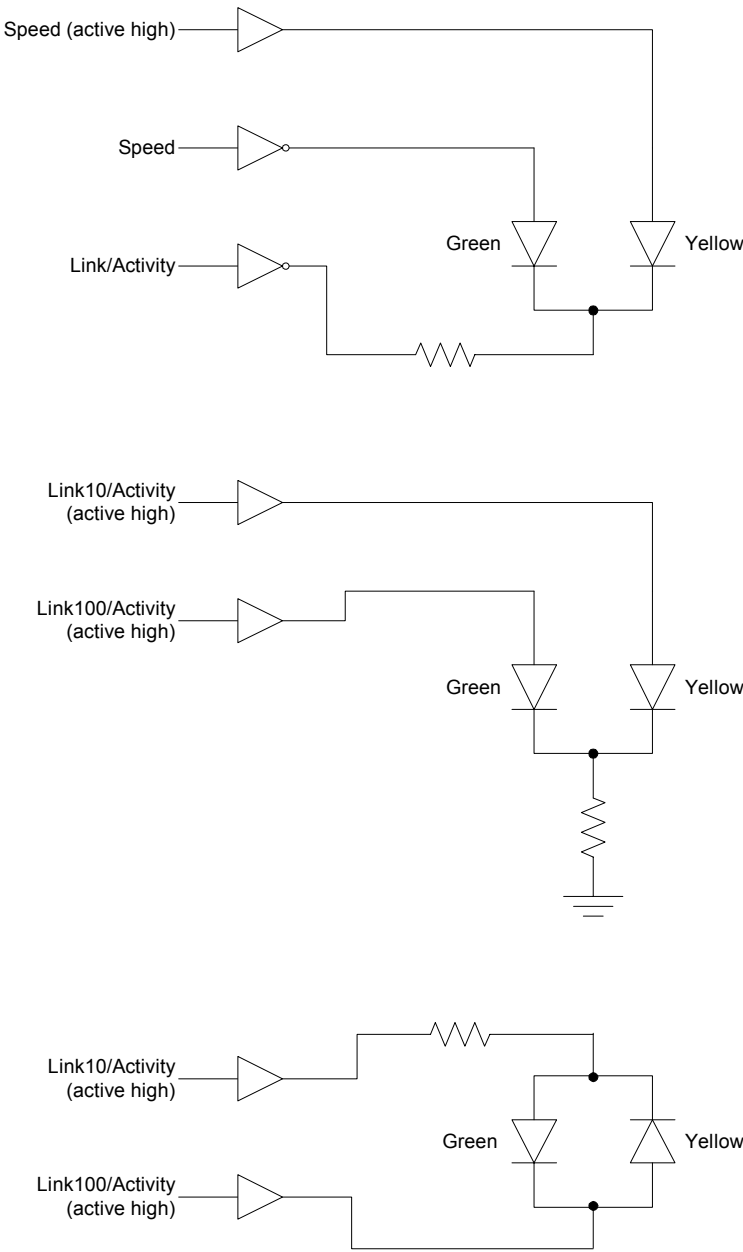 Speed (active high)
Speed
Link/Activity
Green
Yellow
Link10/Activity
(active high)
Link100/Activity
(active high)
Green
Yellow
Link10/Activity
(active high)
Green
Yellow
Link100/Activity
(active high)